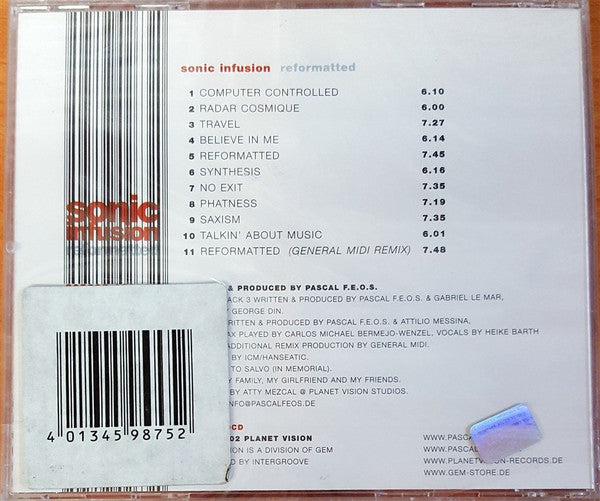 sonic infusion reformatted
1 COMPUTER CONTROLLED 6.10
2 RADAR COSMIQUE 6.00
3 TRAVEL 7.27
4 BELIEVE IN ME 6.14
5 REFORMATTED 7.45
6 SYNTHESIS 6.16
7 NO EXIT 7.35
8 PHATNESS 7.19
9 SAXISM 7.35
10 TALKIN' ABOUT MUSIC 6.01
11 REFORMATTED (GENERAL MIDI REMIX) 7.48
sonic
infusion
reformatted
& PRODUCED BY PASCAL F.E.O.S.
ACK 3 WRITTEN & PRODUCED BY PASCAL F.E.O.S. & GABRIEL LE MAR,
Y GEORGE DIN.
RITTEN & PRODUCED BY PASCAL F.E.O.S. & ATTILIO MESSINA,
AX PLAYED BY CARLOS MICHAEL BERMEJO-WENZEL, VOCALS BY HEIKE BARTH
ADDITIONAL REMIX PRODUCTION BY GENERAL MIDI.
BY ICM/HANSEATIC.
TO SALVO (IN MEMORIAL).
Y FAMILY, MY GIRLFRIEND AND MY FRIENDS.
BY ATTY MEZCAL @ PLANET VISION STUDIOS.
NFO@PASCALFEOS.DE
CD
02 PLANET VISION WWW.PASCAL
ION IS A DIVISION OF GEM WWW.PLA
D BY INTERGROOVE WWW.PLANETVISION-RECORDS.DE
WWW.GEM-STORE.DE
4 01345 98752